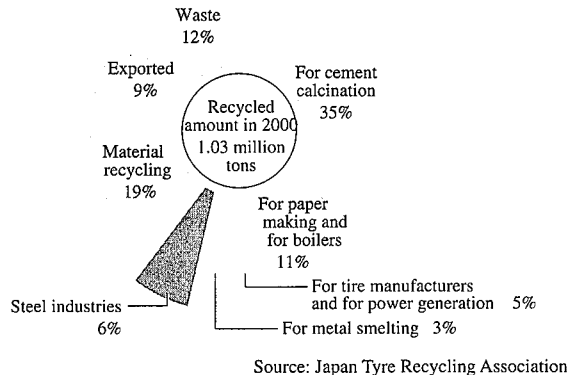 Waste
12%
Exported
9%
For cement
calcination
35%
Recycled
amount in 2000
1.03 million
tons
Material
recycling
19%
For paper
making and
for boilers
11%
For tire manufacturers
and for power generation 5%
Steel industries
6%
For metal smelting 3%
Source: Japan Tyre Recycling Association